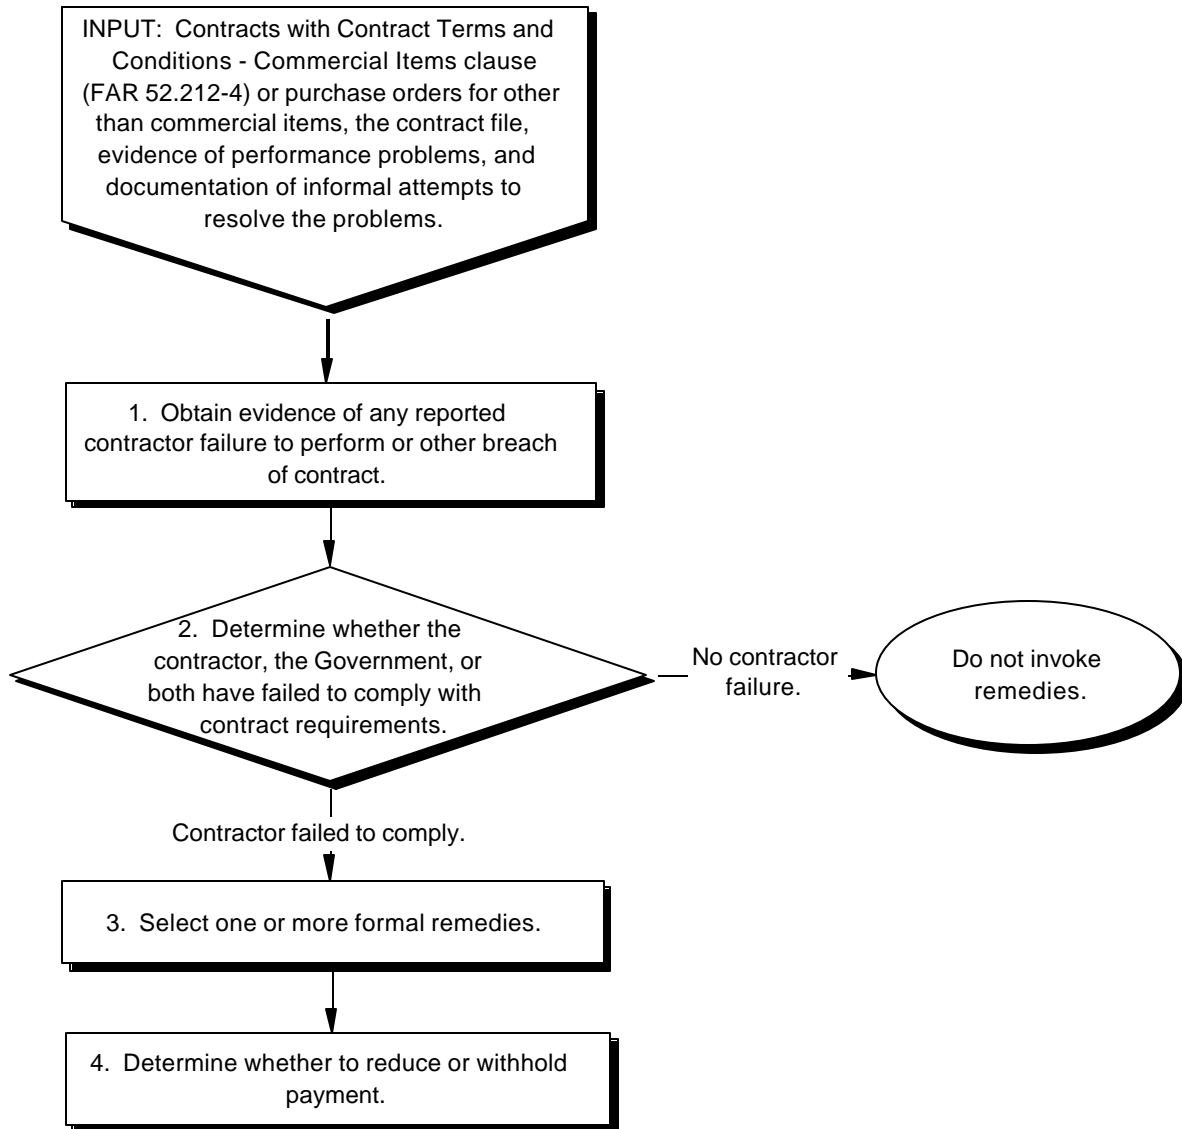 INPUT: Contracts with Contract Terms and
Conditions - Commercial Items clause
(FAR 52.212-4) or purchase orders for other
than commercial items, the contract file,
evidence of performance problems, and
documentation of informal attempts to
resolve the problems.
1. Obtain evidence of any reported
contractor failure to perform or other breach
of contract.
2. Determine whether the
contractor, the Government, or
both have failed to comply with
contract requirements.
No contractor
failure.
Do not invoke
remedies.
Contractor failed to comply.
3. Select one or more formal remedies.
4. Determine whether to reduce or withhold
payment.